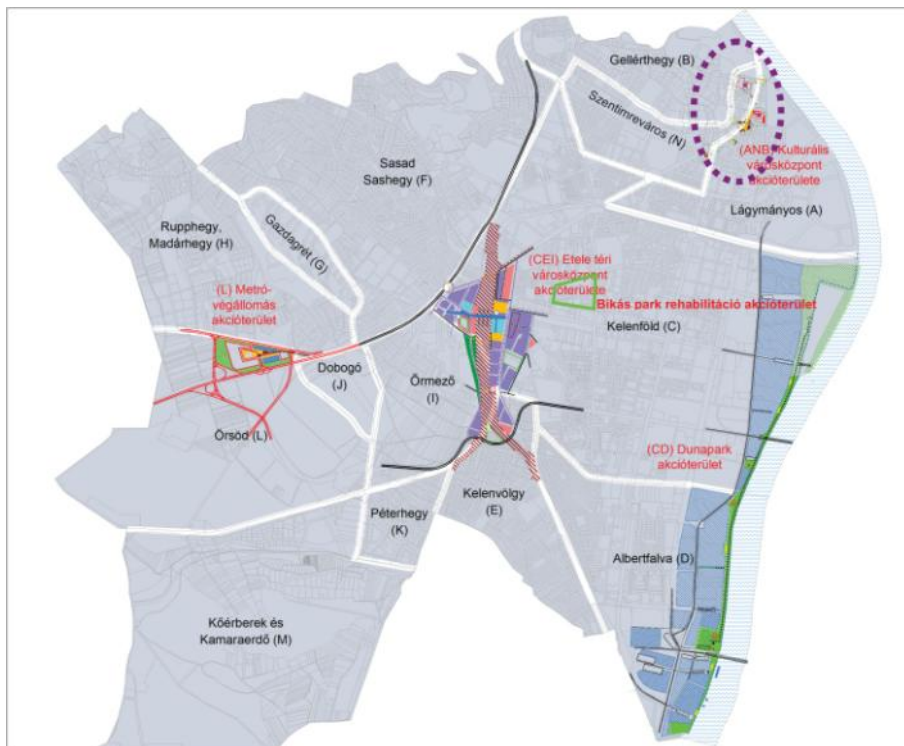 Gellérthegy (B)
Szentimreváros (N)
(ANB) Kulturális
városközpont
akcióterülete
Lágymányos (A)
Sasad
Sashegy (F)
Rupphegy,
Madárhegy (H)
Gazdagrét (G)
(L) Metró-
végállomás
akcióterület
(CEI) Etele téri
városközpont
akcióterülete
Bikás park rehabilitáció akcióterület
Kelenföld (C)
Dobogó
(J)
Őrmező
(I)
Őrsöd (L)
(CD) Dunapark
akcióterület
Kelenvölgy
(E)
Péterhegy
(K)
Albertfalva (D)
Kőérberek és
Kamaraerdő (M)